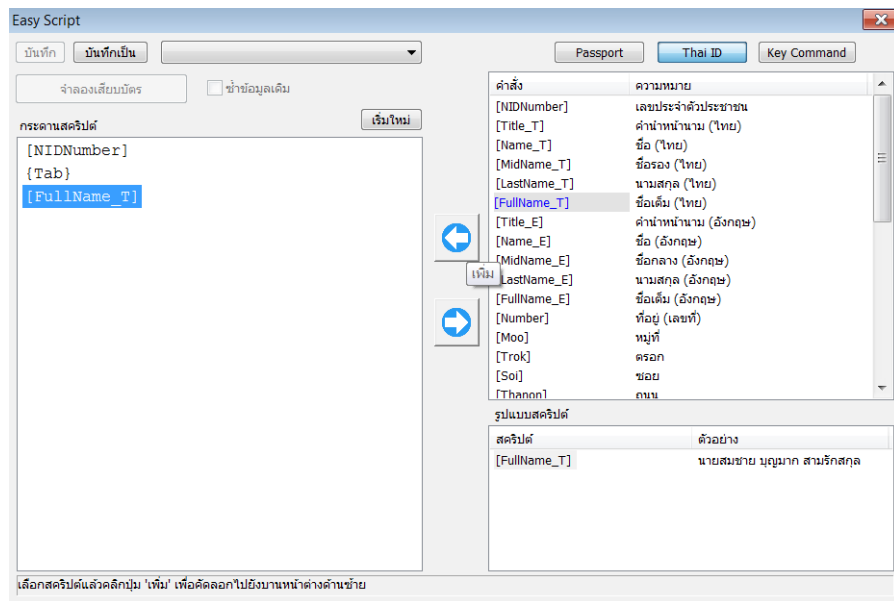 Easy Script
บันทึก บันทึกเป็น
Passport Thai ID Key Command
จำลองเสียบบัตร ซ้ำข้อมูลเดิม
กระดานสคริปต์ เริ่มใหม่
[NIDNumber]
{Tab}
[FullName_T]
เพิ่ม
คำสั่ง ความหมาย
[NIDNumber] เลขประจำตัวประชาชน
[Title_T] คำนำหน้านาม (ไทย)
[Name_T] ชื่อ (ไทย)
[MidName_T] ชื่อรอง (ไทย)
[LastName_T] นามสกุล (ไทย)
[FullName_T] ชื่อเต็ม (ไทย)
[Title_E] คำนำหน้านาม (อังกฤษ)
[Name_E] ชื่อ (อังกฤษ)
[MidName_E] ชื่อกลาง (อังกฤษ)
LastName_E] นามสกุล (อังกฤษ)
[FullName_E] ชื่อเต็ม (อังกฤษ)
[Number] ที่อยู่ (เลขที่)
[Moo] หมู่ที่
[Trok] ตรอก
[Soi] ซอย
[Thanon] ถนน
รูปแบบสคริปต์
สคริปต์ ตัวอย่าง
[FullName_T] นายสมชาย บุญมาก สามรักสกุล
เลือกสคริปต์แล้วคลิกปุ่ม 'เพิ่ม' เพื่อคัดลอกไปยังบานหน้าต่างด้านซ้าย